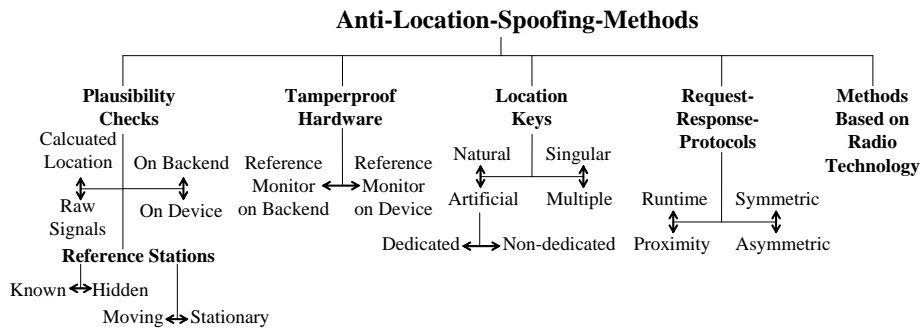 Anti-Location-Spoofing-Methods
Plausibility
Checks
Calcuated
Location
On Backend
Raw
Signals
On Device
Reference Stations
Known
Hidden
Moving
Stationary
Tamperproof
Hardware
Reference
Monitor
on Backend
Reference
Monitor
on Device
Location
Keys
Natural
Singular
Artificial
Multiple
Dedicated
Non-dedicated
Request-
Response-
Protocols
Runtime
Symmetric
Proximity
Asymmetric
Methods
Based on
Radio
Technology